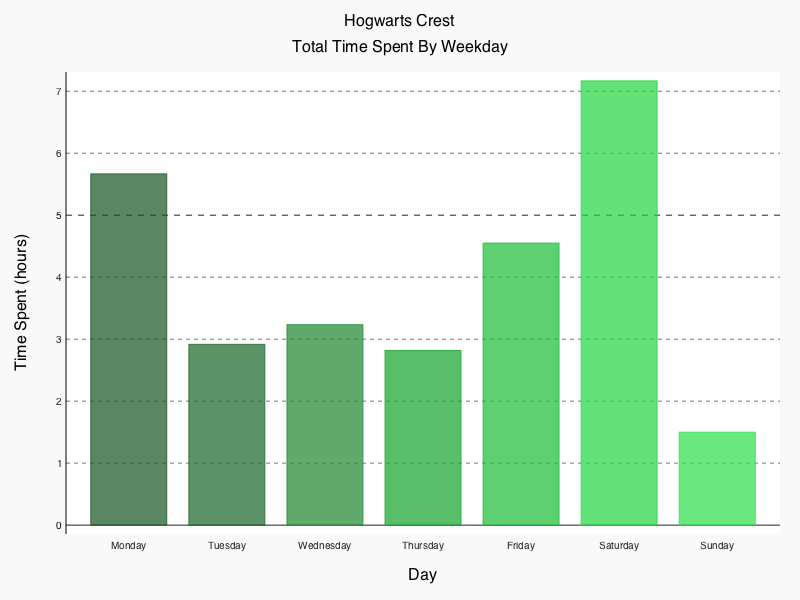 Hogwarts Crest
Total Time Spent By Weekday
Time Spent (hours)
7
6
5
4
3
2
1
0
Monday Tuesday Wednesday Thursday Friday Saturday Sunday
Day